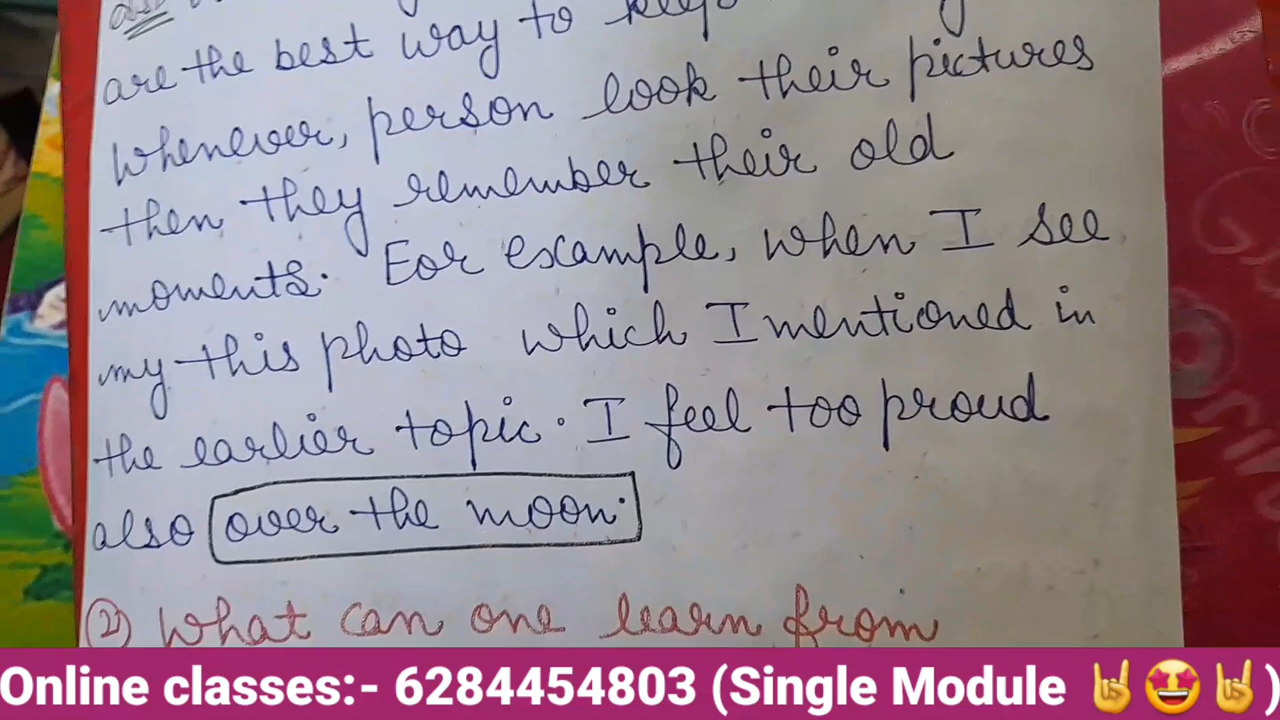 are the best way to keep
whenever, person look their pictures
then they remember their old
moments. For example, when I see
my this photo which I mentioned in
the earlier topic. I feel too proud
also over the moon.
② What can one learn from
Online classes:- 6284454803 (Single Module 🤘🤩🤘)